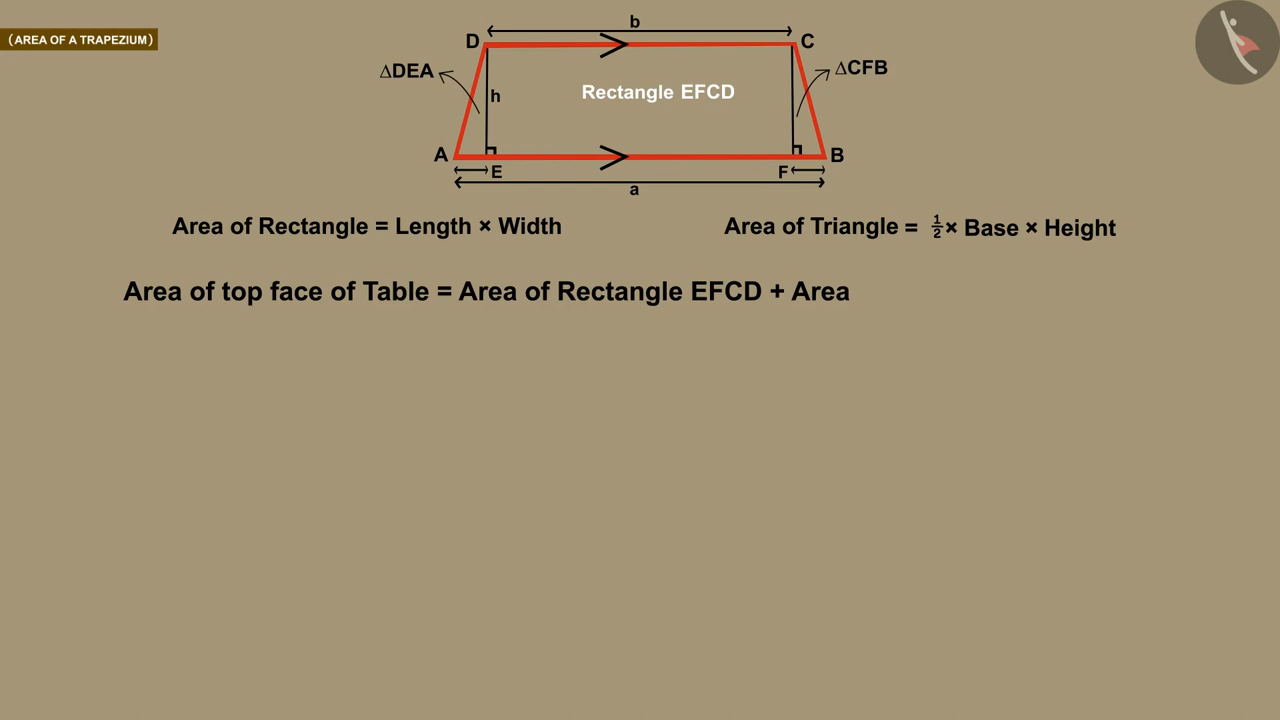 (AREA OF A TRAPEZIUM)
b
D C
ΔDEA ΔCFB
h Rectangle EFCD
A B
E F
a
Area of Rectangle = Length × Width
Area of Triangle = 1/2 × Base × Height
Area of top face of Table = Area of Rectangle EFCD + Area